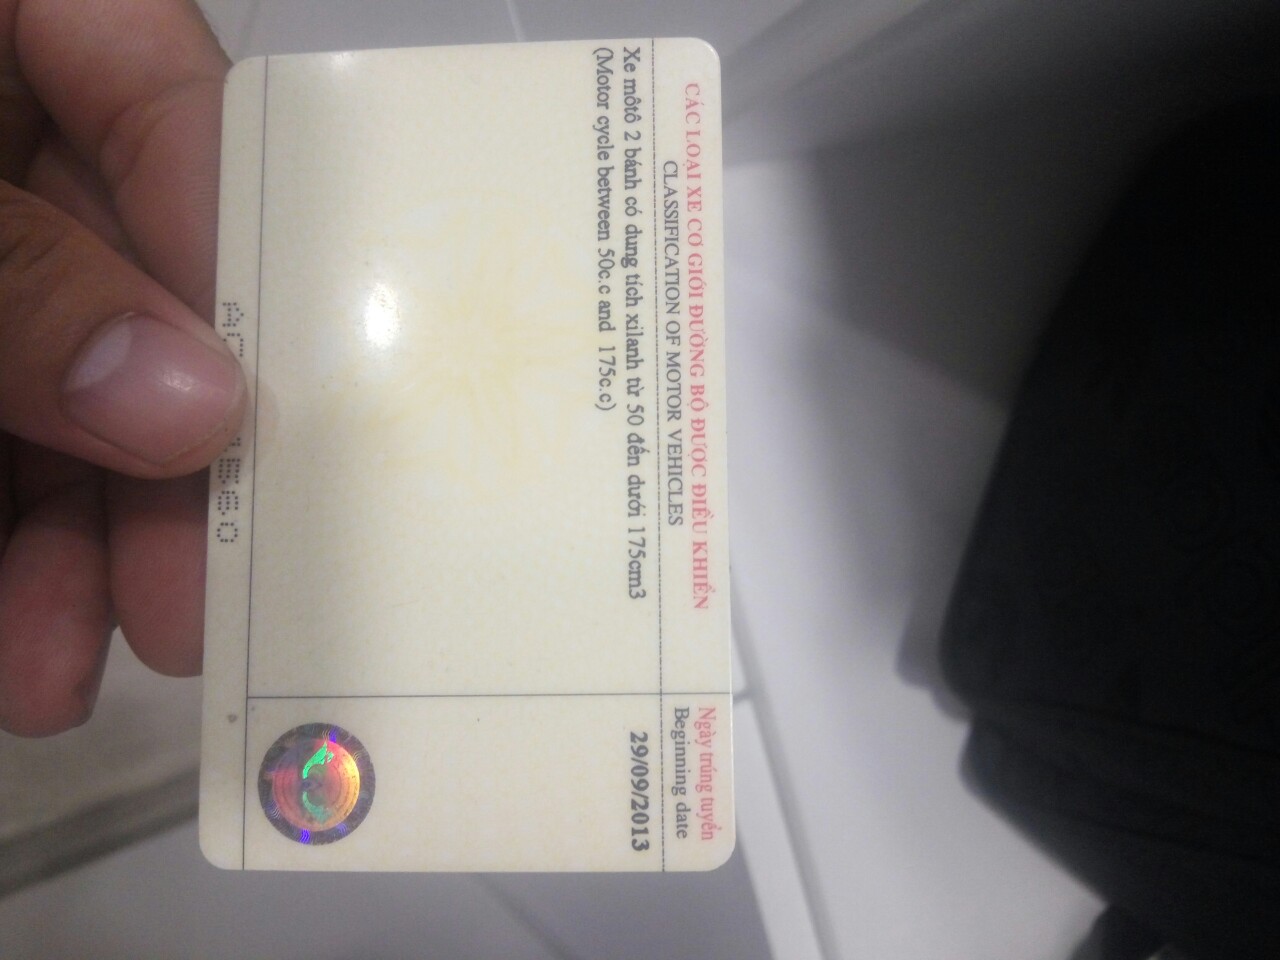 CÁC LOẠI XE CƠ GIỚI ĐƯỜNG BỘ ĐƯỢC ĐIỀU KHIỂN
CLASSIFICATION OF MOTOR VEHICLES
Ngày trúng tuyển
Beginning date
Xe môtô 2 bánh có dung tích xilanh từ 50 đến dưới 175cm3
(Motor cycle between 50c.c and 175c.c)
29/09/2013